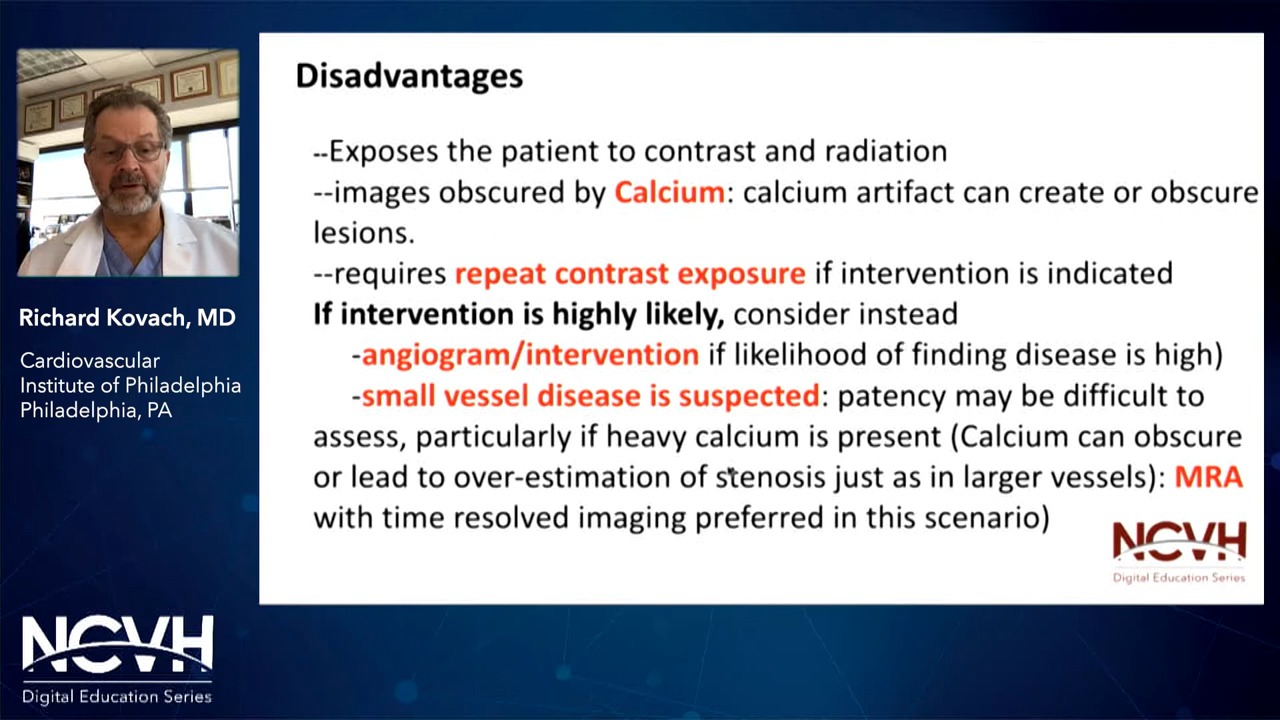 Disadvantages
--Exposes the patient to contrast and radiation
--images obscured by Calcium: calcium artifact can create or obscure
lesions.
--requires repeat contrast exposure if intervention is indicated
If intervention is highly likely, consider instead
-angiogram/intervention if likelihood of finding disease is high)
-small vessel disease is suspected: patency may be difficult to
assess, particularly if heavy calcium is present (Calcium can obscure
or lead to over-estimation of stenosis just as in larger vessels): MRA
with time resolved imaging preferred in this scenario)
NCVH
Digital Education Series
Richard Kovach, MD
Cardiovascular
Institute of Philadelphia
Philadelphia, PA
NCVH
Digital Education Series